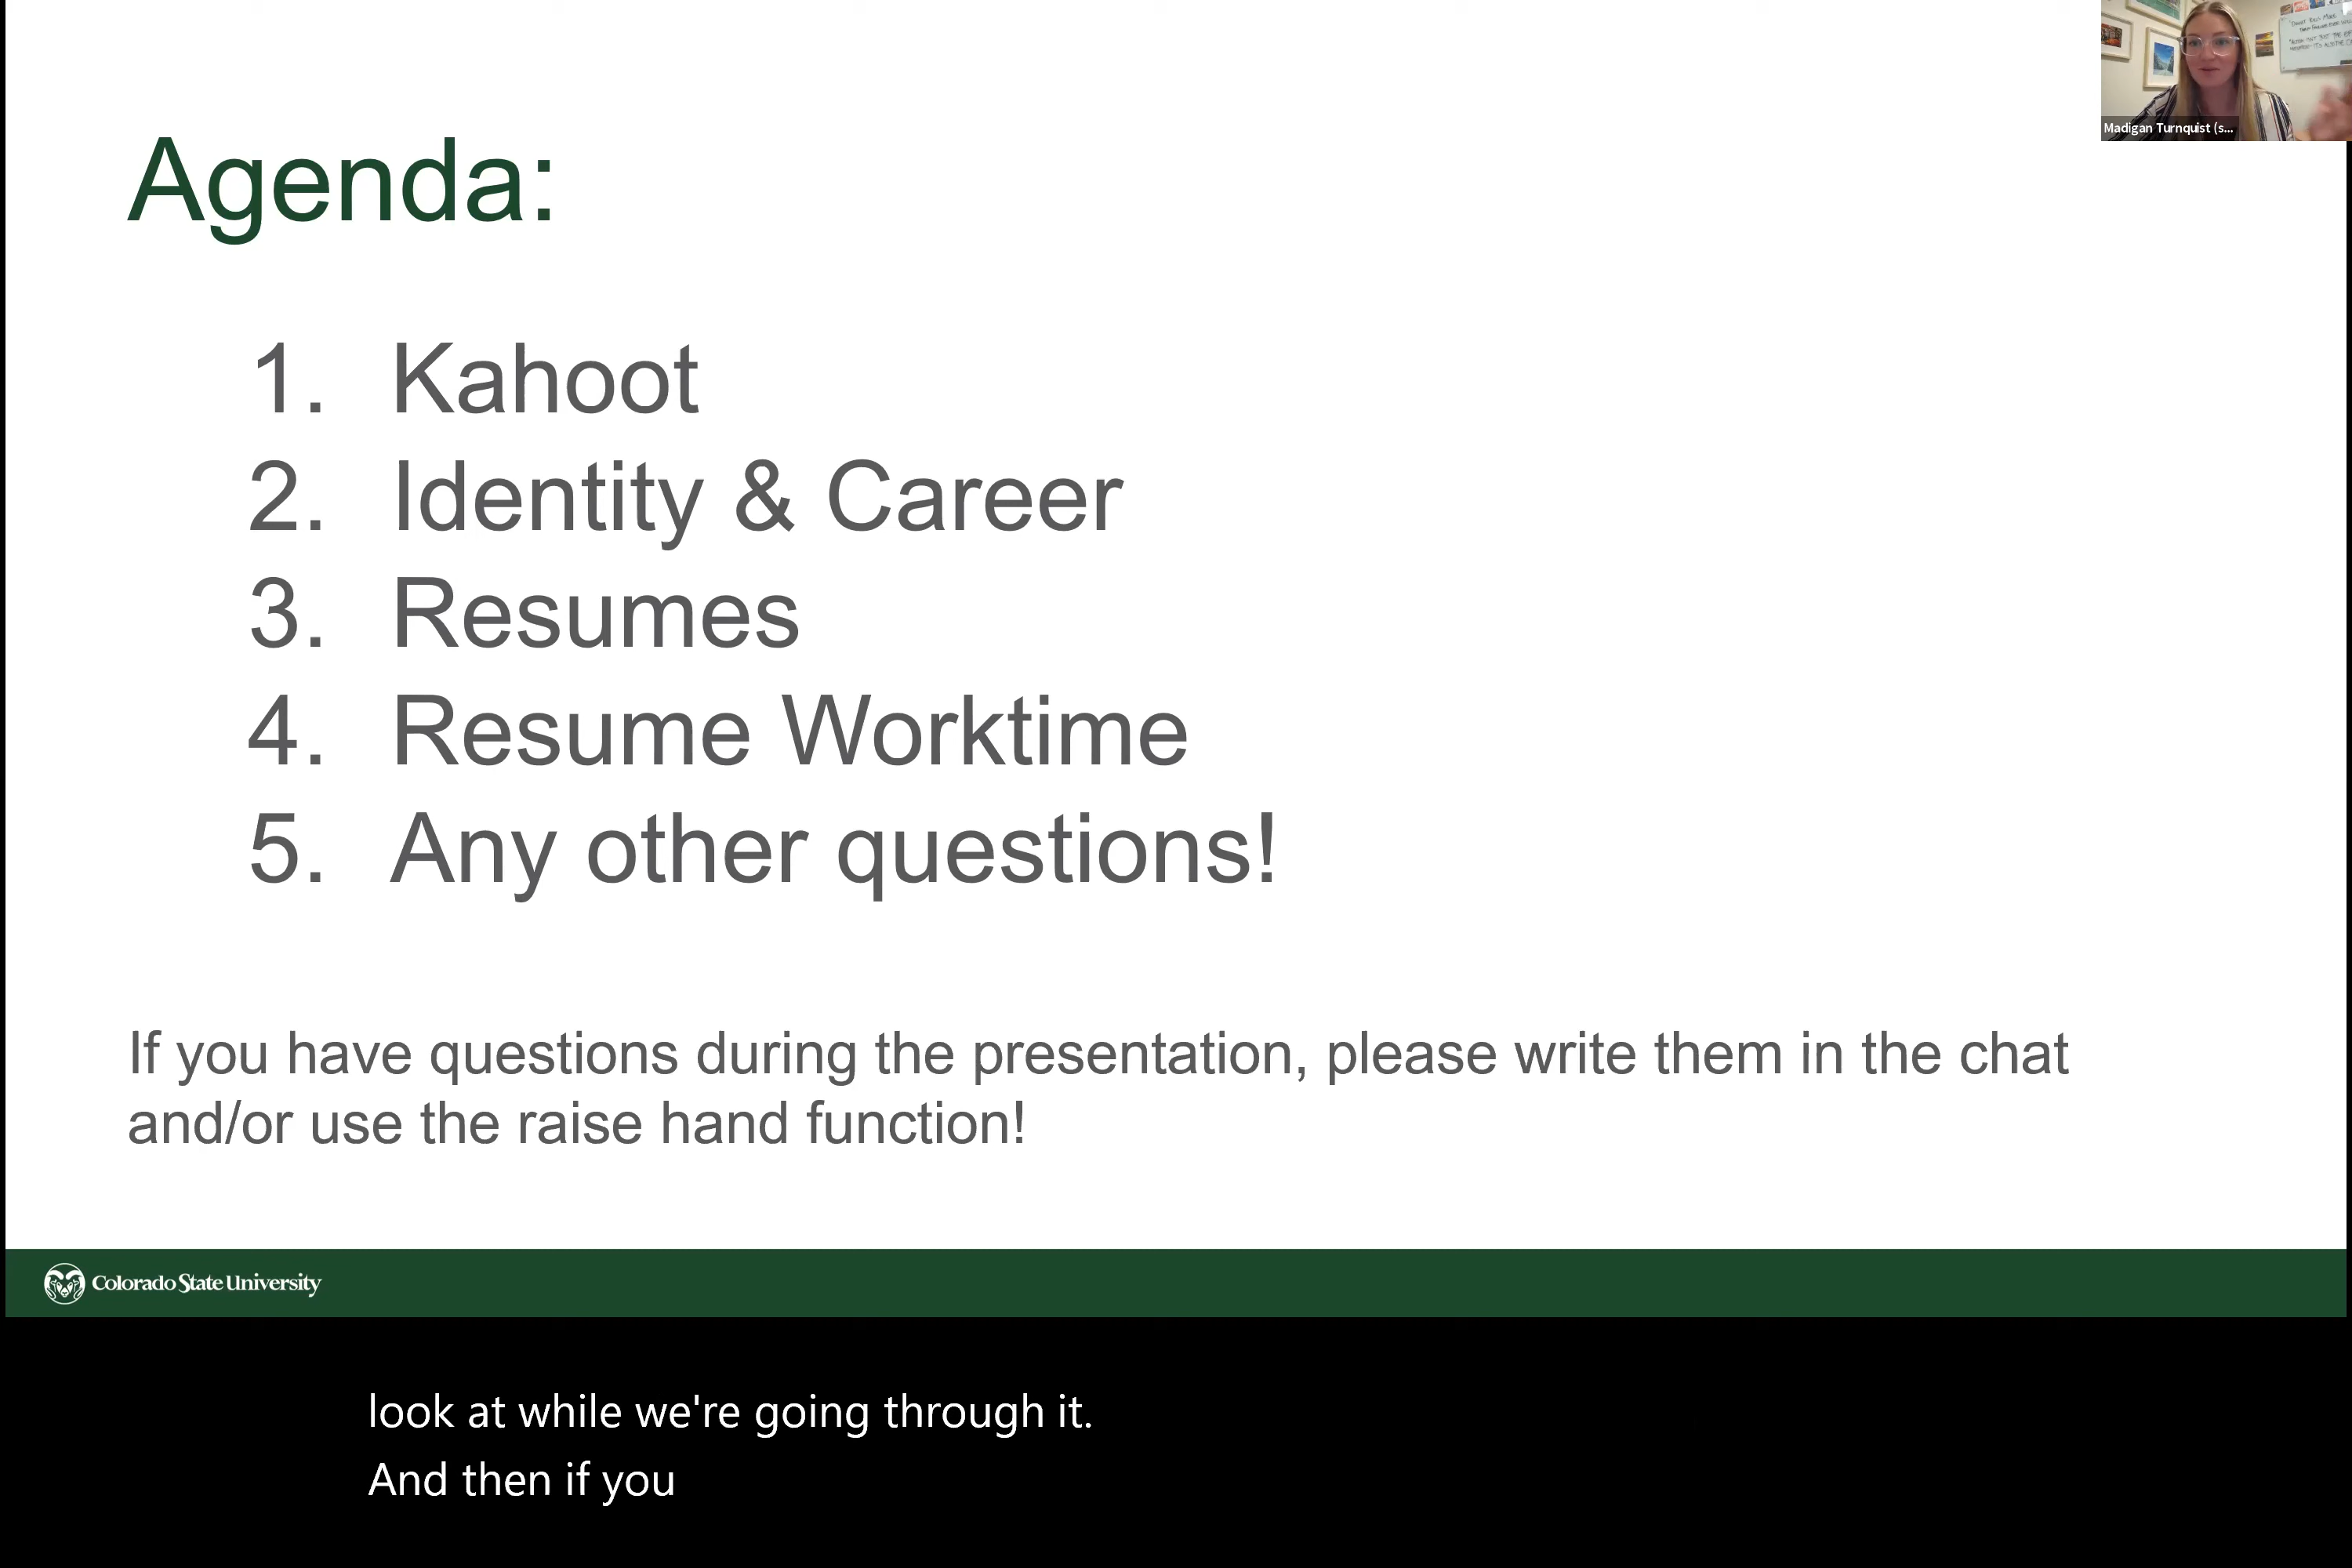 Agenda:
1. Kahoot
2. Identity & Career
3. Resumes
4. Resume Worktime
5. Any other questions!
If you have questions during the presentation, please write them in the chat
and/or use the raise hand function!
Madigan Turnquist (s...
Colorado State University
look at while we're going through it.
And then if you